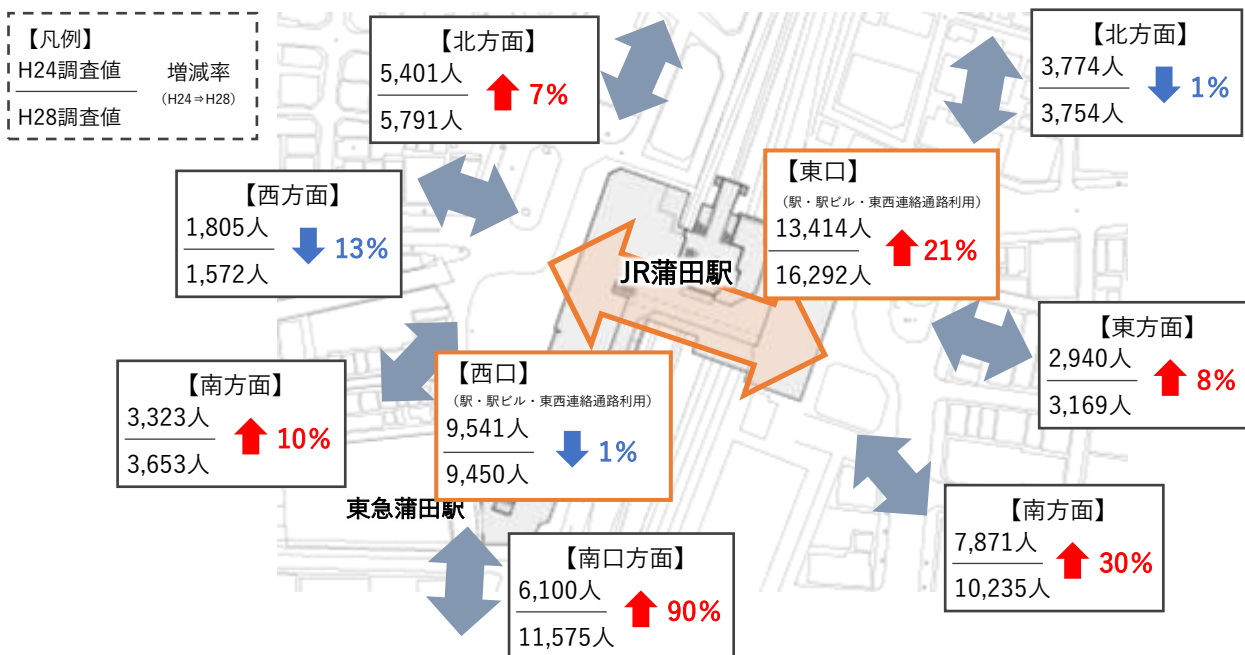 【凡例】
H24調査値
増減率
(H24⇒H28)
H28調査値
【北方面】
5,401人
7%
5,791人
【北方面】
3,774人
1%
3,754人
【西方面】
1,805人
13%
1,572人
【東口】
(駅・駅ビル・東西連絡通路利用)
13,414人
21%
16,292人
JR蒲田駅
【東方面】
2,940人
8%
3,169人
【南方面】
3,323人
10%
3,653人
【西口】
(駅・駅ビル・東西連絡通路利用)
9,541人
1%
9,450人
東急蒲田駅
【南方面】
7,871人
30%
10,235人
【南口方面】
6,100人
90%
11,575人